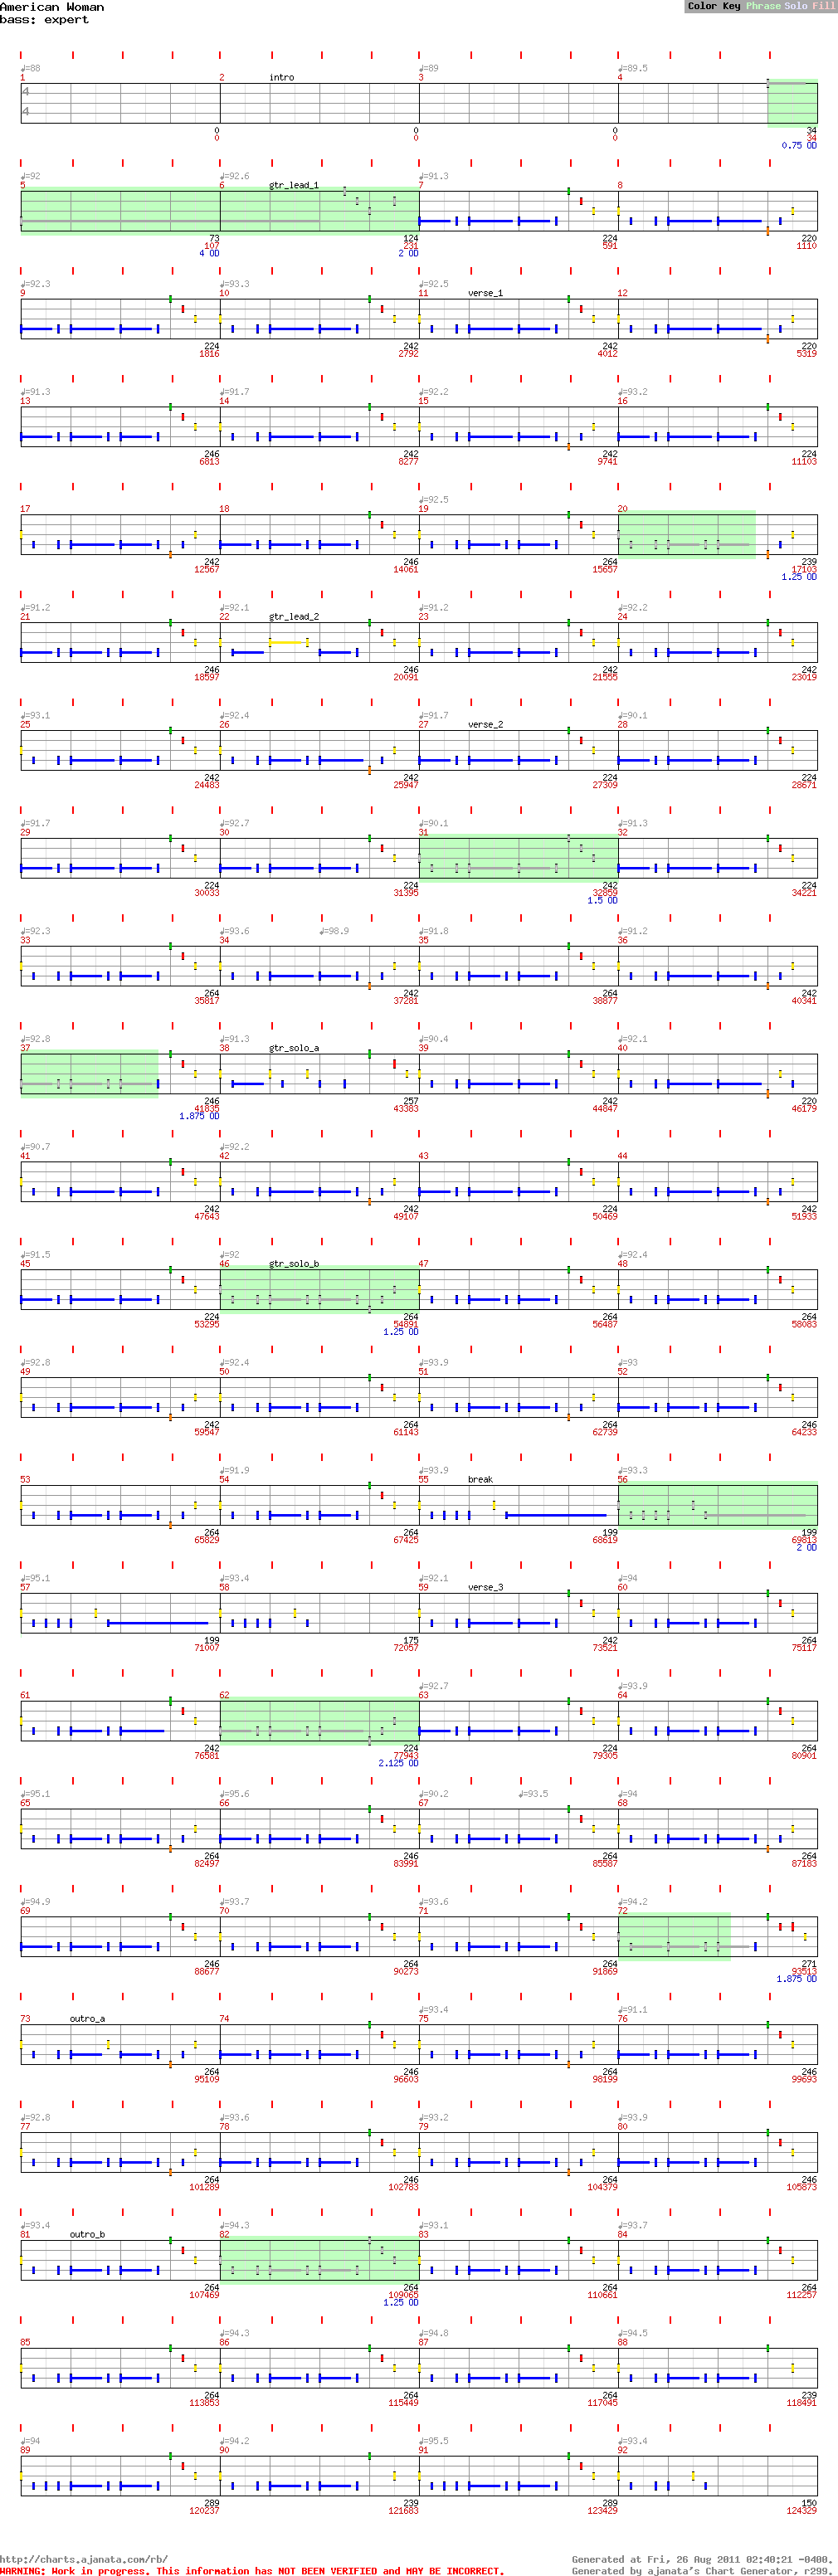 American Woman
bass: expert
Color Key Phrase Solo Fill
♩=88 ♩=89 ♩=89.5
1 2 intro 3 4
4
4
0 0 0 34
0 0 0 34
0.75 OD
♩=92 ♩=92.6 ♩=91.3
5 6 gtr_lead_1 7 8
73 124 224 220
107 231 591 1110
4 OD 2 OD
♩=92.3 ♩=93.3 ♩=92.5
9 10 11 verse_1 12
224 242 242 220
1816 2792 4012 5319
♩=91.3 ♩=91.7 ♩=92.2 ♩=93.2
13 14 15 16
246 242 242 224
6813 8277 9741 11103
♩=92.5
17 18 19 20
242 246 264 239
12567 14061 15657 17103
1.25 OD
♩=91.2 ♩=92.1 ♩=91.2 ♩=92.2
21 22 gtr_lead_2 23 24
246 246 242 242
18597 20091 21555 23019
♩=93.1 ♩=92.4 ♩=91.7 ♩=90.1
25 26 27 verse_2 28
242 242 224 224
24483 25947 27309 28671
♩=91.7 ♩=92.7 ♩=90.1 ♩=91.3
29 30 31 32
224 224 242 224
30033 31395 32859 34221
1.5 OD
♩=92.3 ♩=93.6 ♩=98.9 ♩=91.8 ♩=91.2
33 34 35 36
264 242 264 242
35817 37281 38877 40341
♩=92.8 ♩=91.3 ♩=90.4 ♩=92.1
37 38 gtr_solo_a 39 40
246 257 242 220
41835 43383 44847 46179
1.875 OD
♩=90.7 ♩=92.2
41 42 43 44
242 242 224 242
47643 49107 50469 51933
♩=91.5 ♩=92 ♩=92.4
45 46 gtr_solo_b 47 48
224 264 264 264
53295 54891 56487 58083
1.25 OD
♩=92.8 ♩=92.4 ♩=93.9 ♩=93
49 50 51 52
242 264 264 246
59547 61143 62739 64233
♩=91.9 ♩=93.9 ♩=93.3
53 54 55 break 56
264 264 199 199
65829 67425 68619 69813
2 OD
♩=95.1 ♩=93.4 ♩=92.1 ♩=94
57 58 59 verse_3 60
199 175 242 264
71007 72057 73521 75117
♩=92.7 ♩=93.9
61 62 63 64
242 224 224 264
76581 77943 79305 80901
2.125 OD
♩=95.1 ♩=95.6 ♩=90.2 ♩=93.5 ♩=94
65 66 67 68
264 246 264 264
82497 83991 85587 87183
♩=94.9 ♩=93.7 ♩=93.6 ♩=94.2
69 70 71 72
246 264 264 271
88677 90273 91869 93513
1.875 OD
♩=93.4 ♩=91.1
73 outro_a 74 75 76
264 246 264 246
95109 96603 98199 99693
♩=92.8 ♩=93.6 ♩=93.2 ♩=93.9
77 78 79 80
264 246 264 246
101289 102783 104379 105873
♩=93.4 ♩=94.3 ♩=93.1 ♩=93.7
81 outro_b 82 83 84
264 264 264 264
107469 109065 110661 112257
1.25 OD
♩=94.3 ♩=94.8 ♩=94.5
85 86 87 88
264 264 264 239
113853 115449 117045 118491
♩=94 ♩=94.2 ♩=95.5 ♩=93.4
89 90 91 92
289 239 289 150
120237 121683 123429 124329
http://charts.ajanata.com/rb/
Generated at Fri, 26 Aug 2011 02:40:21 -0400.
WARNING: Work in progress. This information has NOT BEEN VERIFIED and MAY BE INCORRECT.
Generated by ajanata's Chart Generator, r299.